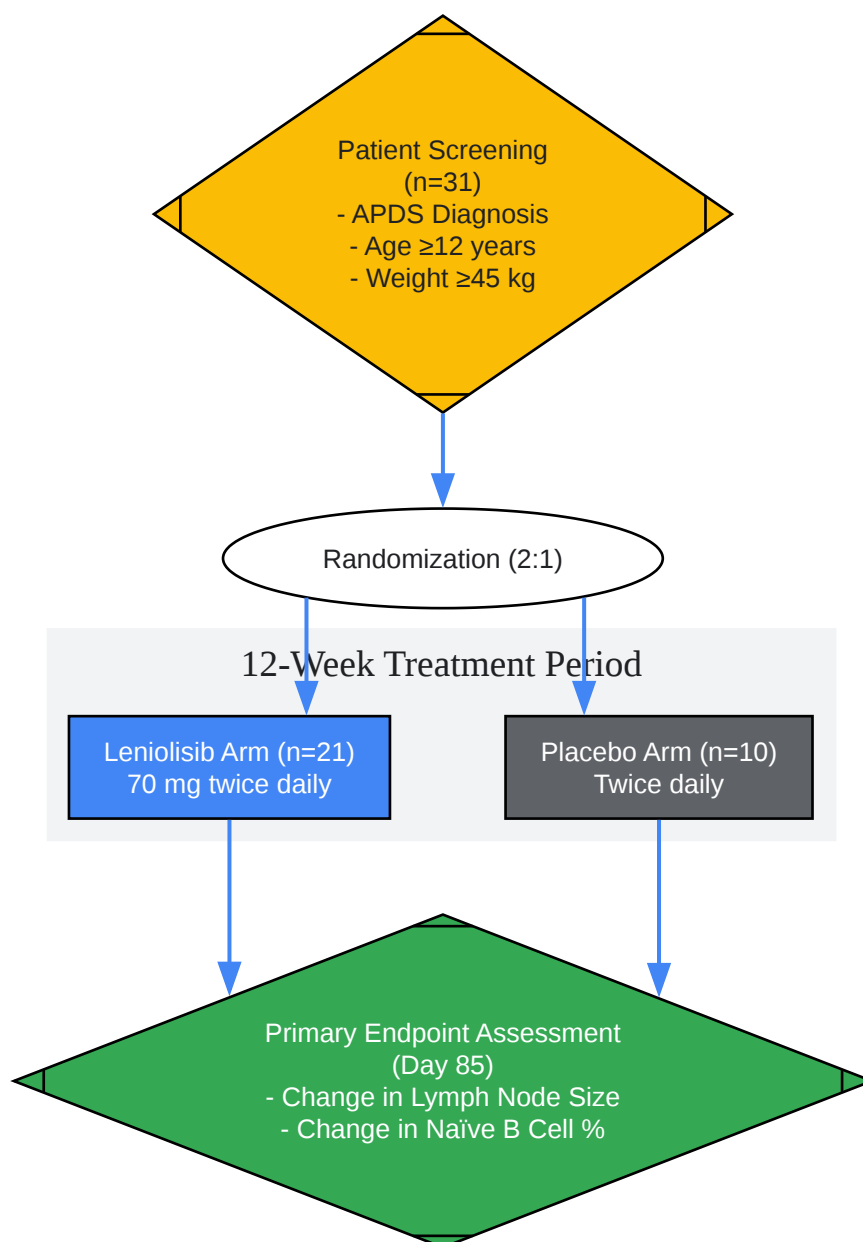 Patient Screening
(n=31)
- APDS Diagnosis
- Age ≥12 years
- Weight ≥45 kg
Randomization (2:1)
12-Week Treatment Period
Leniolisib Arm (n=21)
70 mg twice daily
Placebo Arm (n=10)
Twice daily
Primary Endpoint Assessment
(Day 85)
- Change in Lymph Node Size
- Change in Naïve B Cell %